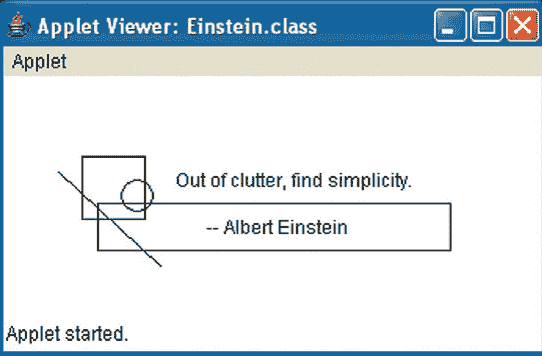 Applet Viewer: Einstein.class
Applet
Out of clutter, find simplicity.
-- Albert Einstein
Applet started.